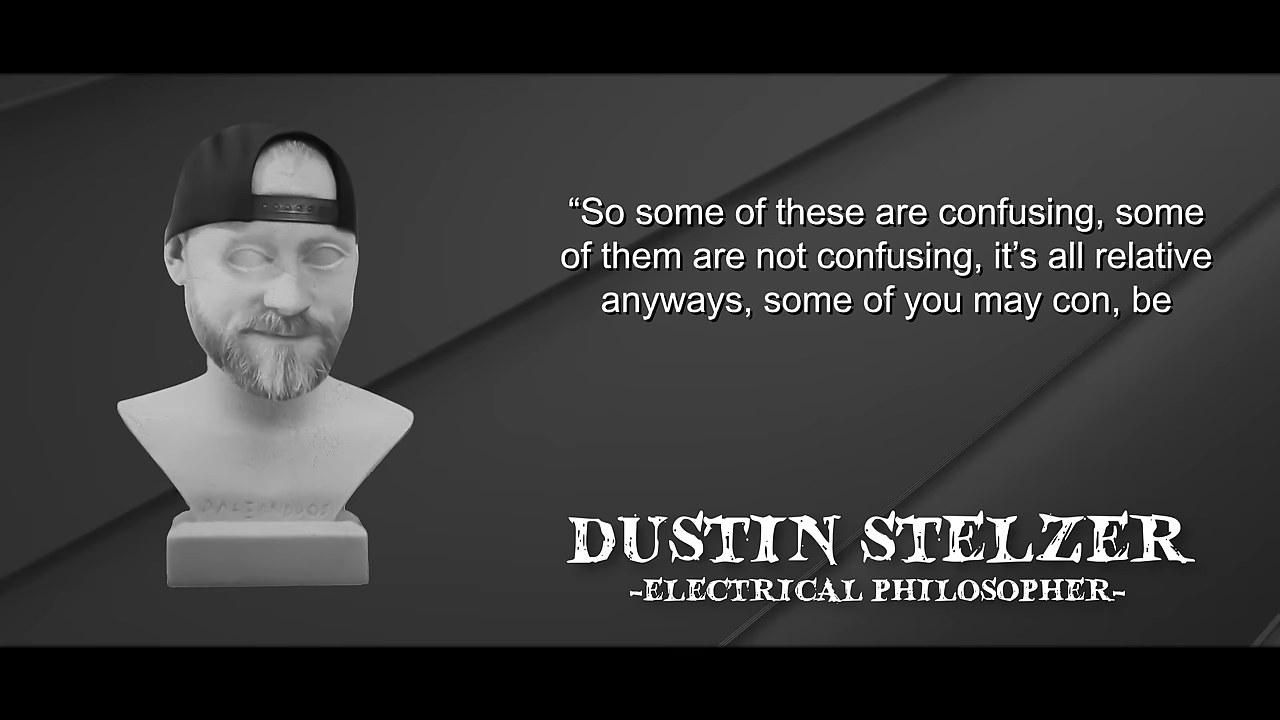 “So some of these are confusing, some
of them are not confusing, it’s all relative
anyways, some of you may con, be
DUSTIN STELZER
-ELECTRICAL PHILOSOPHER-